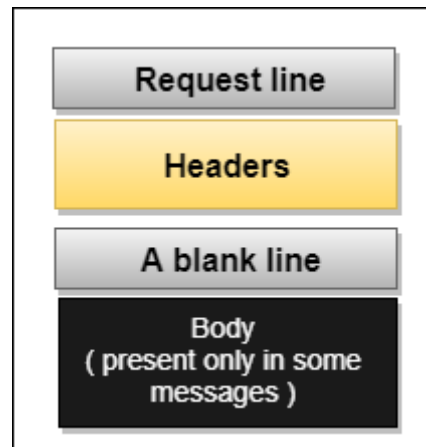 Request line
Headers
A blank line
Body
( present only in some
messages )